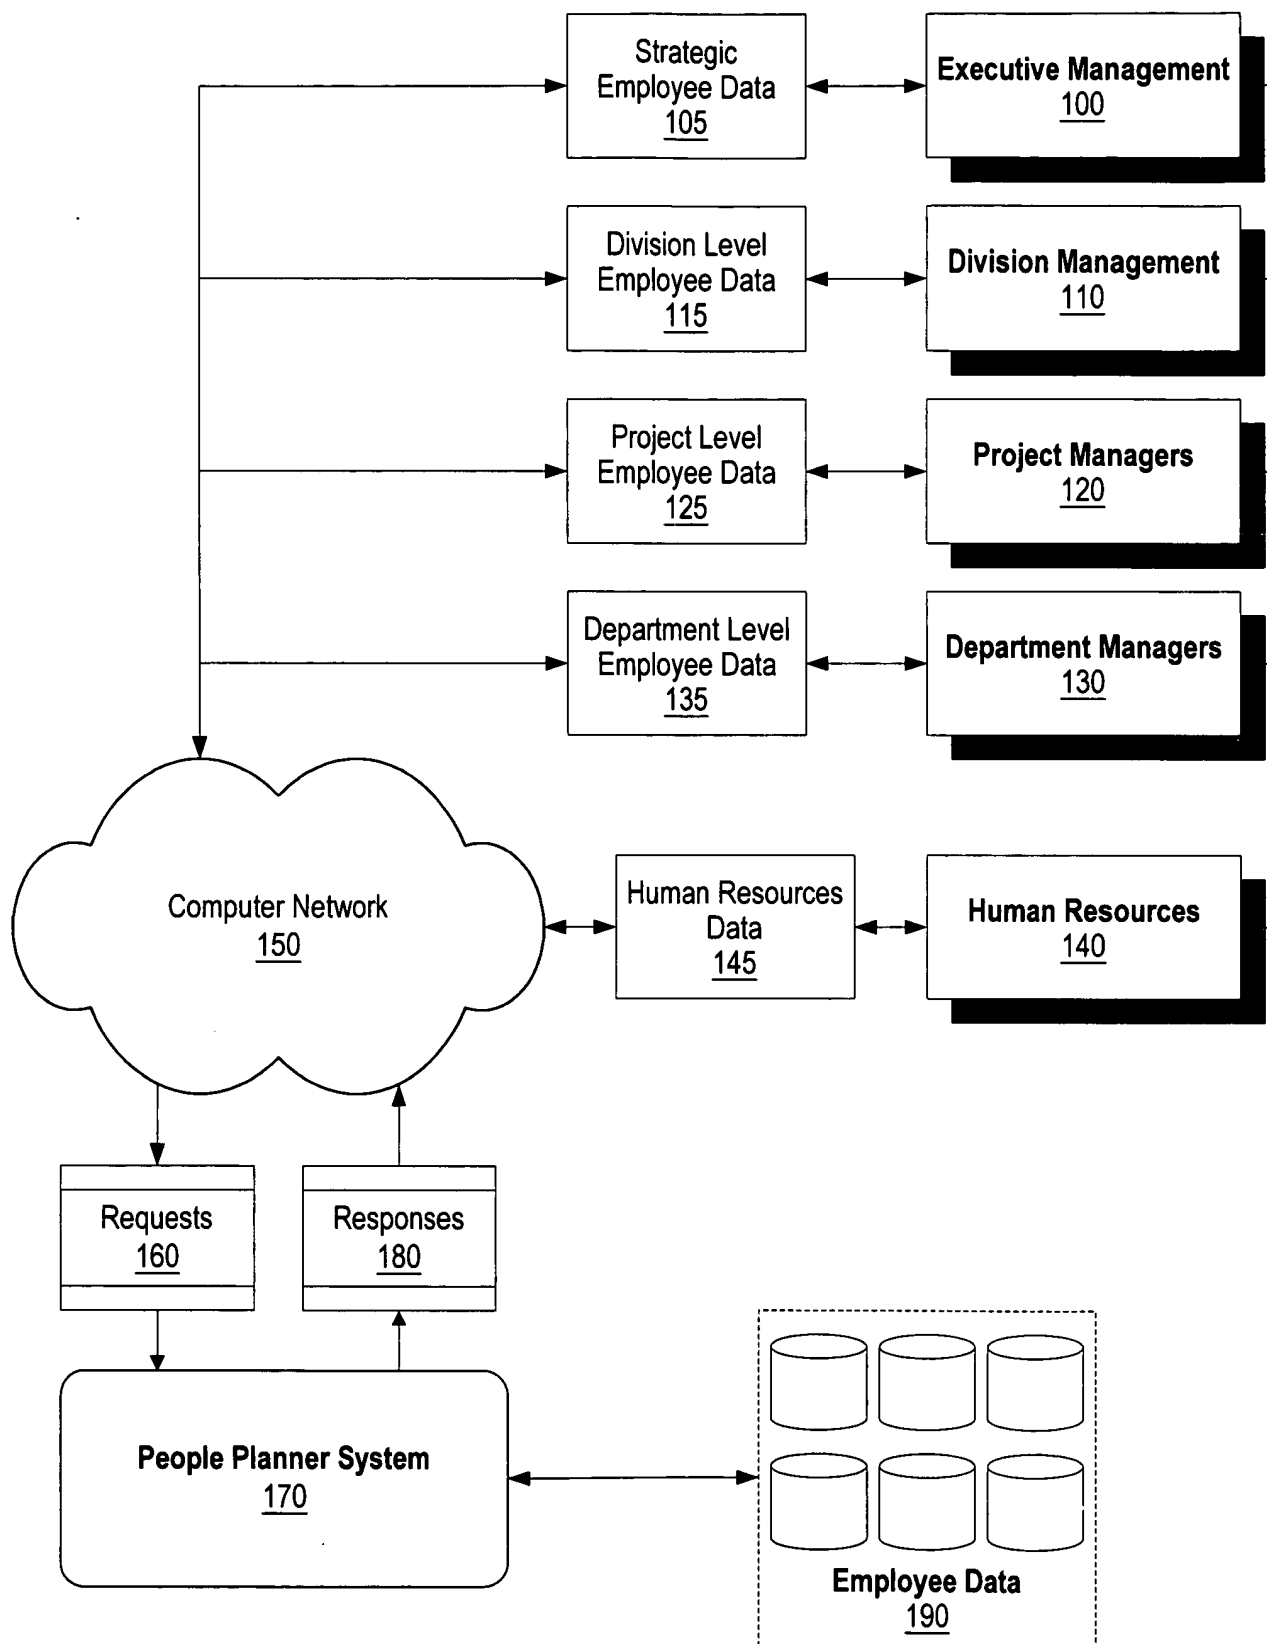 Strategic
Employee Data
105
Executive Management
100
Division Level
Employee Data
115
Division Management
110
Project Level
Employee Data
125
Project Managers
120
Department Level
Employee Data
135
Department Managers
130
Computer Network
150
Human Resources
Data
145
Human Resources
140
Requests
160
Responses
180
People Planner System
170
Employee Data
190